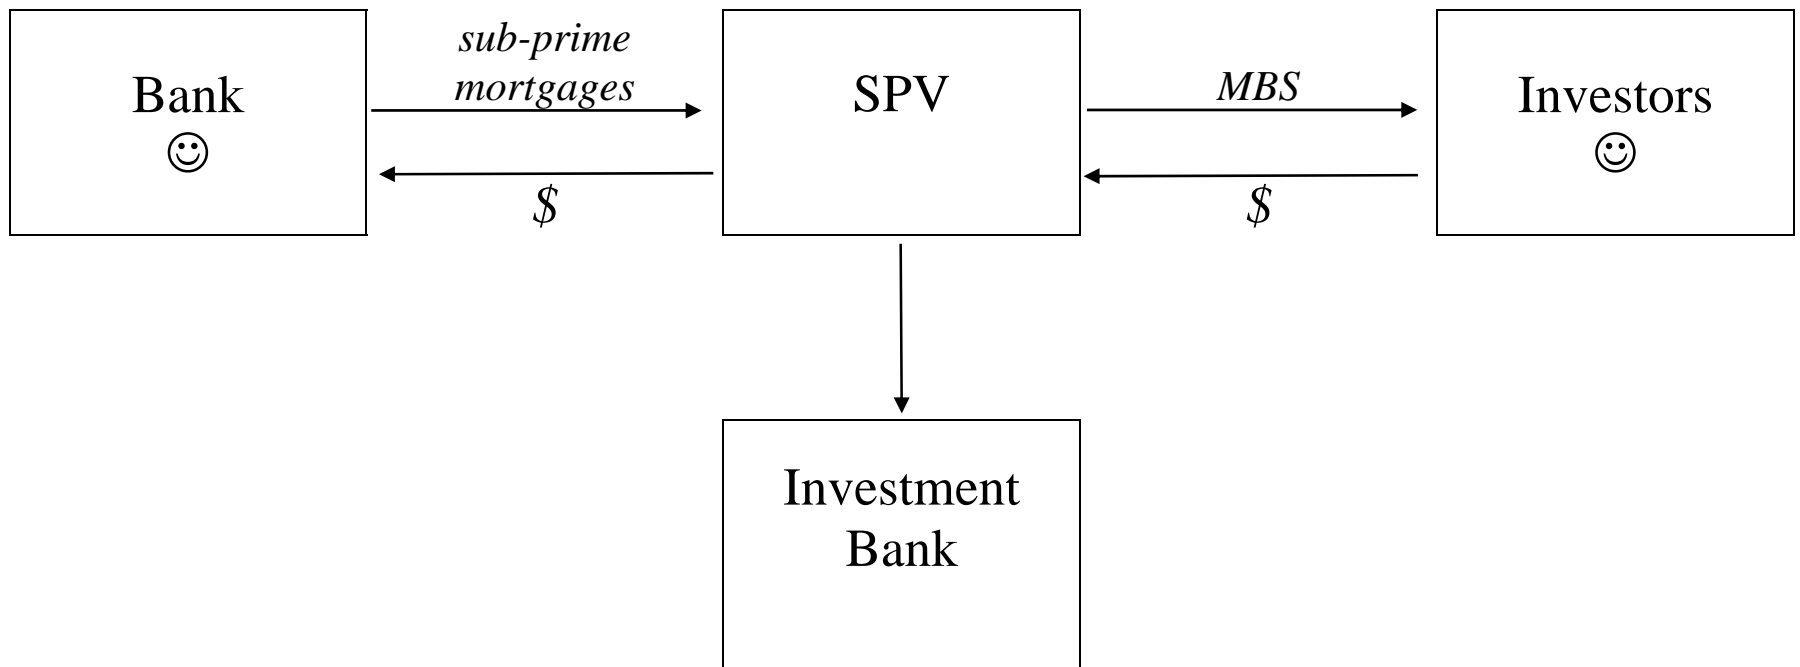 Bank
☺
sub-prime
mortgages
$
SPV
MBS
$
Investors
☺
Investment
Bank